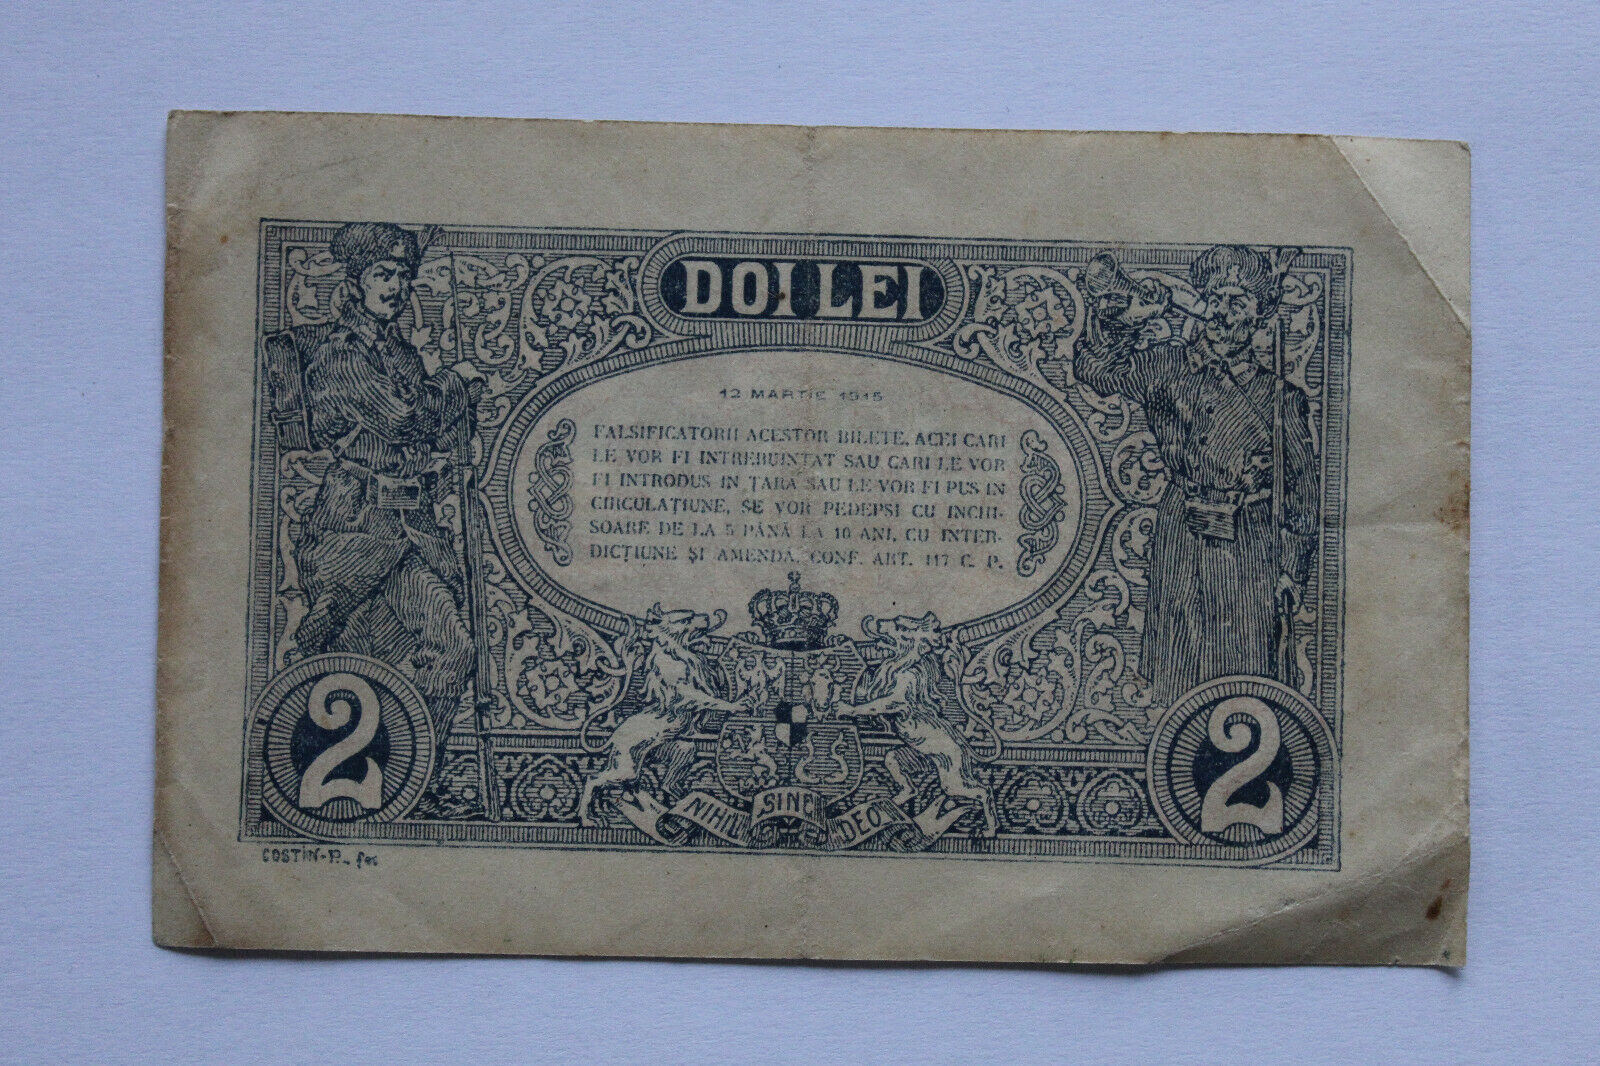 DOI LEI
12 MARTIE 1915
FALSIFICATORII ACESTOR BILETE, ACEI CARI
LE VOR FI INTREBUINTAT SAU CARI LE VOR
FI INTRODUS IN ȚARA SAU LE VOR FI PUS IN
CIRCULAȚIUNE, SE VOR PEDEPSI CU INCHI-
SOARE DE LA 5 PÂNĂ LA 10 ANI, CU INTER-
DICȚIUNE ȘI AMENDA, CONF. ART. 117 C. P.
2
2
NIHIL SINE DEO
COSTIN-P. fec